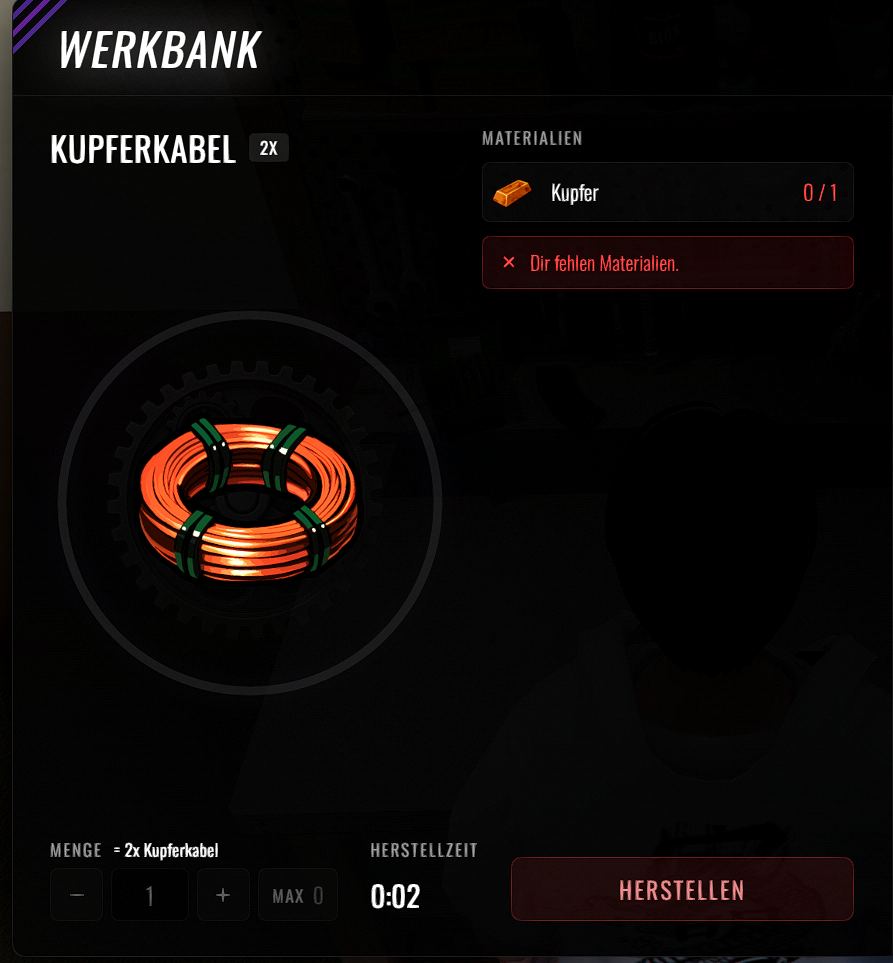 WERKBANK
KUPFERKABEL 2X
MATERIALIEN
Kupfer 0 / 1
✕ Dir fehlen Materialien.
MENGE = 2x Kupferkabel
− 1 + MAX 0
HERSTELLZEIT
0:02
HERSTELLEN